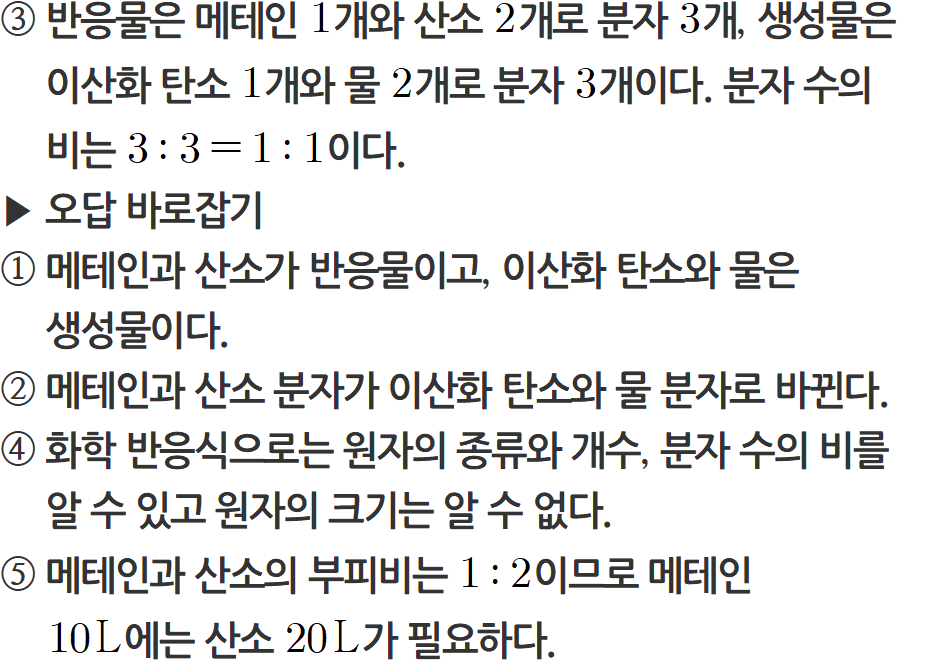 ③ 반응물은 메테인 1개와 산소 2개로 분자 3개, 생성물은
이산화 탄소 1개와 물 2개로 분자 3개이다. 분자 수의
비는 3 : 3 = 1 : 1이다.
▶ 오답 바로잡기
① 메테인과 산소가 반응물이고, 이산화 탄소와 물은
생성물이다.
② 메테인과 산소 분자가 이산화 탄소와 물 분자로 바뀐다.
④ 화학 반응식으로는 원자의 종류와 개수, 분자 수의 비를
알 수 있고 원자의 크기는 알 수 없다.
⑤ 메테인과 산소의 부피비는 1 : 2이므로 메테인
10L에는 산소 20L가 필요하다.